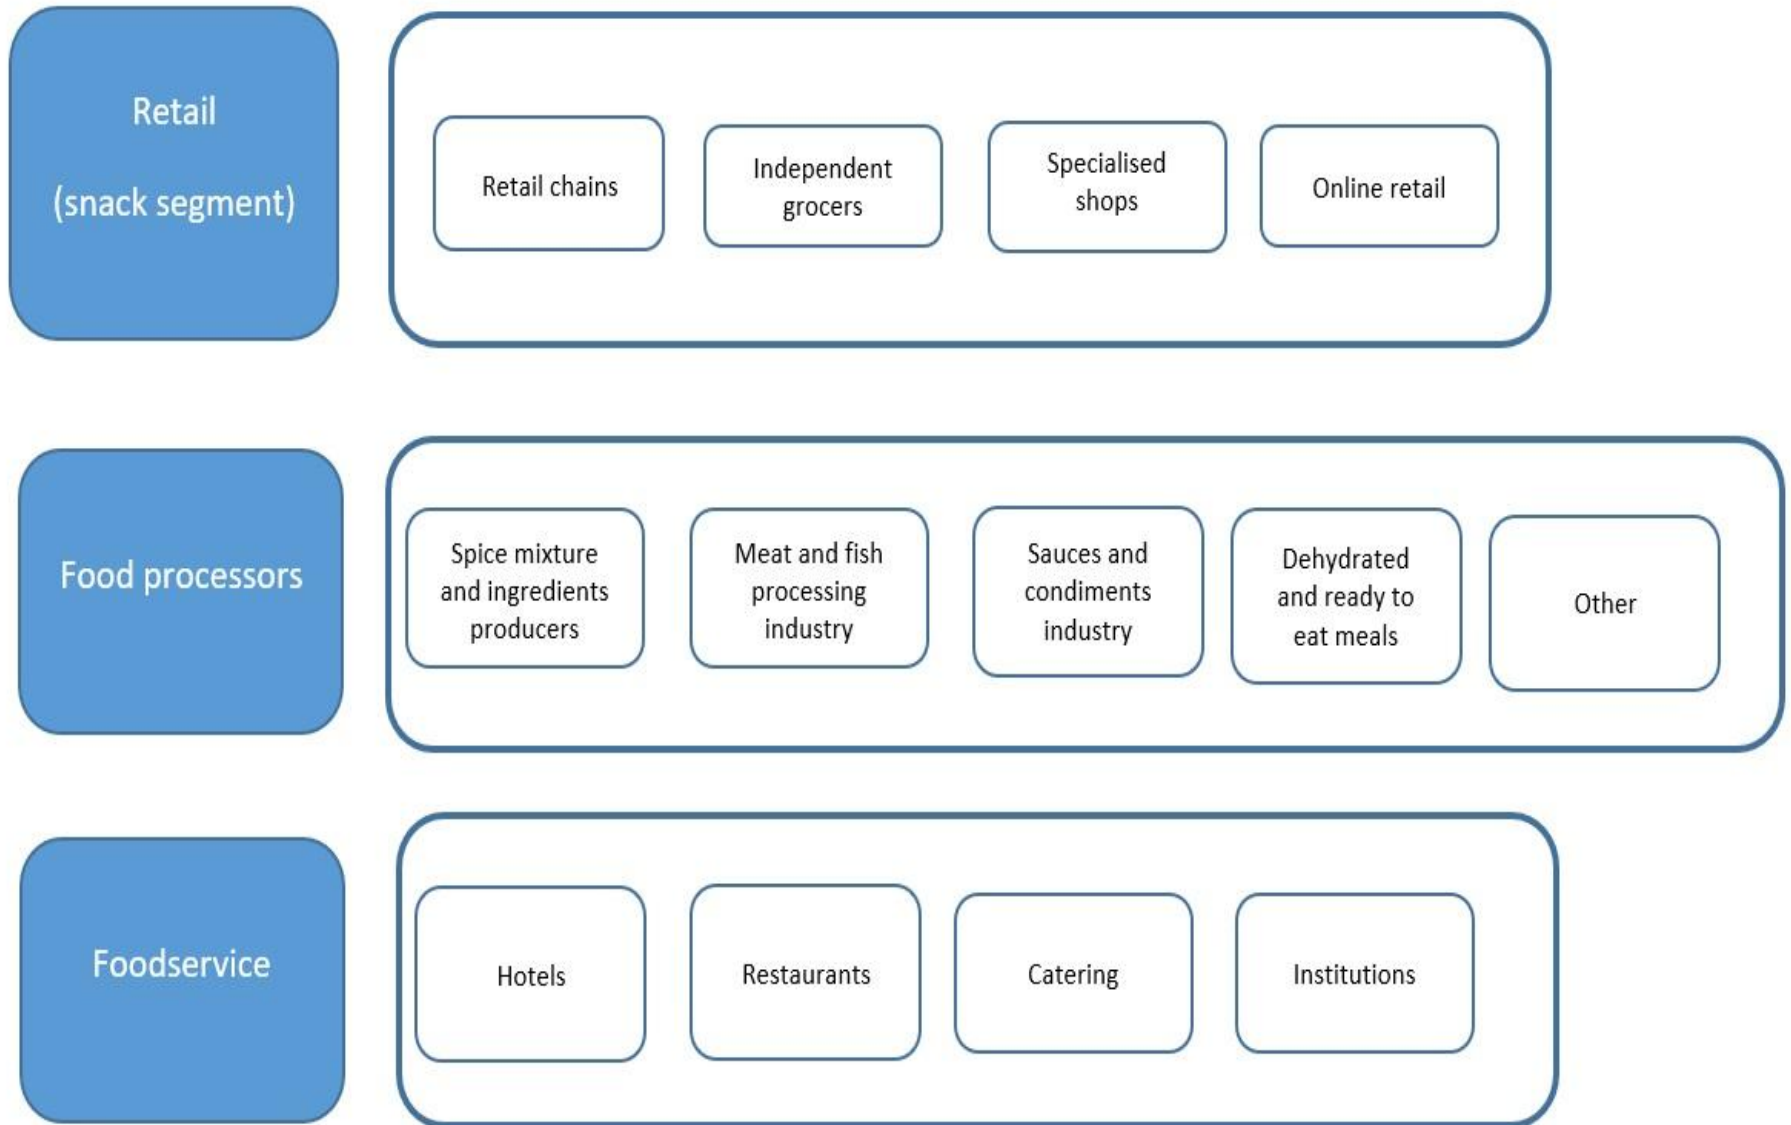 Retail
(snack segment)
Retail chains
Independent
grocers
Specialised
shops
Online retail
Food processors
Spice mixture
and ingredients
producers
Meat and fish
processing
industry
Sauces and
condiments
industry
Dehydrated
and ready to
eat meals
Other
Foodservice
Hotels
Restaurants
Catering
Institutions